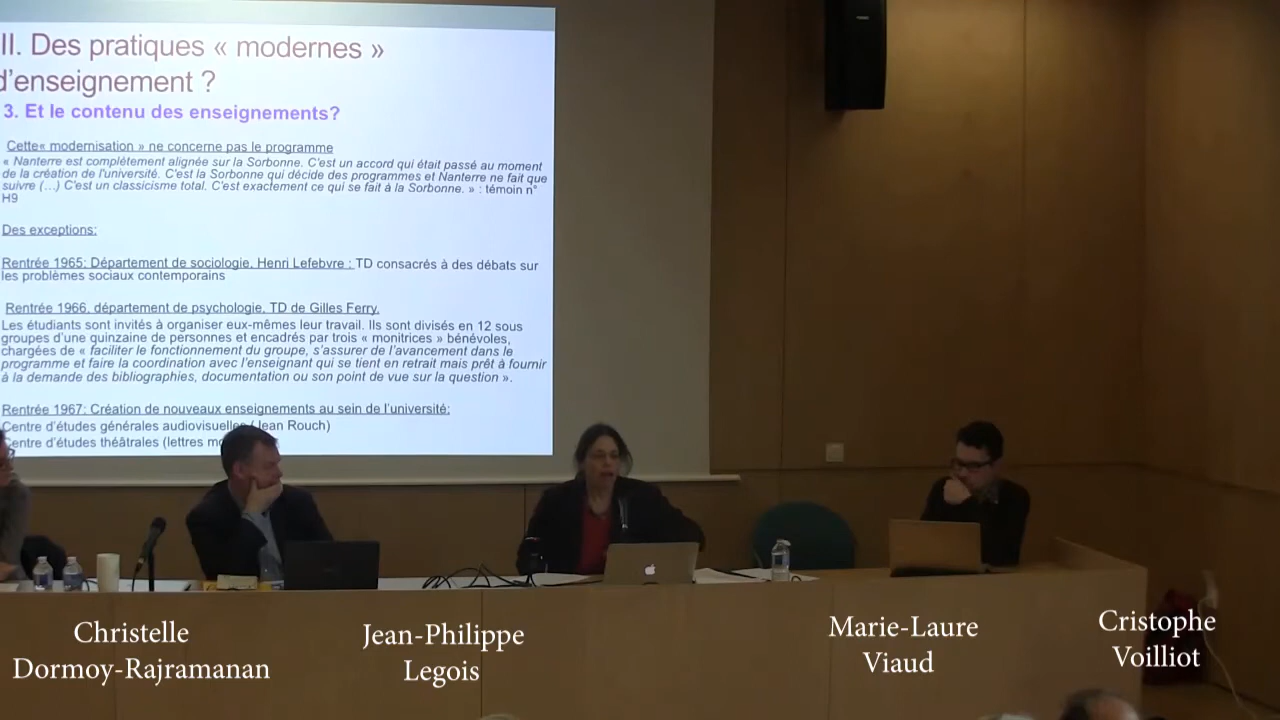 II. Des pratiques « modernes »
d'enseignement ?
3. Et le contenu des enseignements?
Cette« modernisation » ne concerne pas le programme
« Nanterre est complètement alignée sur la Sorbonne. C'est un accord qui était passé au moment
de la création de l'université. C'est la Sorbonne qui décide des programmes et Nanterre ne fait que
suivre (…) C'est un classicisme total. C'est exactement ce qui se fait à la Sorbonne. » : témoin n°
H9
Des exceptions:
Rentrée 1965: Département de sociologie, Henri Lefebvre : TD consacrés à des débats sur
les problèmes sociaux contemporains
Rentrée 1966, département de psychologie, TD de Gilles Ferry.
Les étudiants sont invités à organiser eux-mêmes leur travail. Ils sont divisés en 12 sous
groupes d'une quinzaine de personnes et encadrés par trois « monitrices » bénévoles,
chargées de « faciliter le fonctionnement du groupe, s'assurer de l'avancement dans le
programme et faire la coordination avec l'enseignant qui se tient en retrait mais prêt à fournir
à la demande des bibliographies, documentation ou son point de vue sur la question ».
Rentrée 1967: Création de nouveaux enseignements au sein de l'université:
Centre d'études générales audiovisuelles (Jean Rouch)
Centre d'études théâtrales (lettres
Christelle
Dormoy-Rajramanan
Jean-Philippe
Legois
Marie-Laure
Viaud
Cristophe
Voilliot